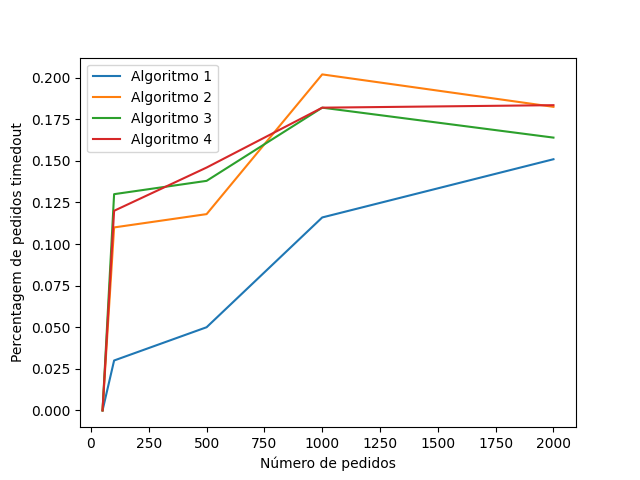 Algoritmo 1
Algoritmo 2
Algoritmo 3
Algoritmo 4
Percentagem de pedidos timedout
0.200
0.175
0.150
0.125
0.100
0.075
0.050
0.025
0.000
0 250 500 750 1000 1250 1500 1750 2000
Número de pedidos